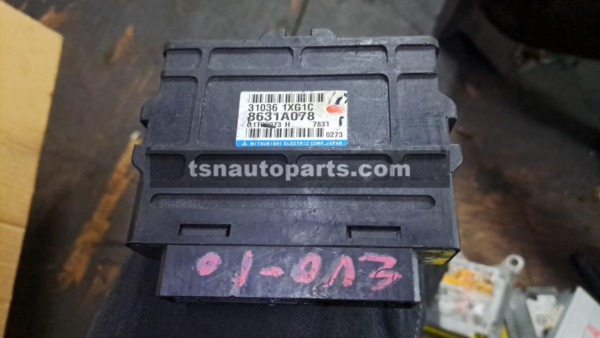 31036 1XG1C
8631A078
7831
0273
MITSUBISHI ELECTRIC CORP. JAPAN
tsnautoparts.com
EVO-10